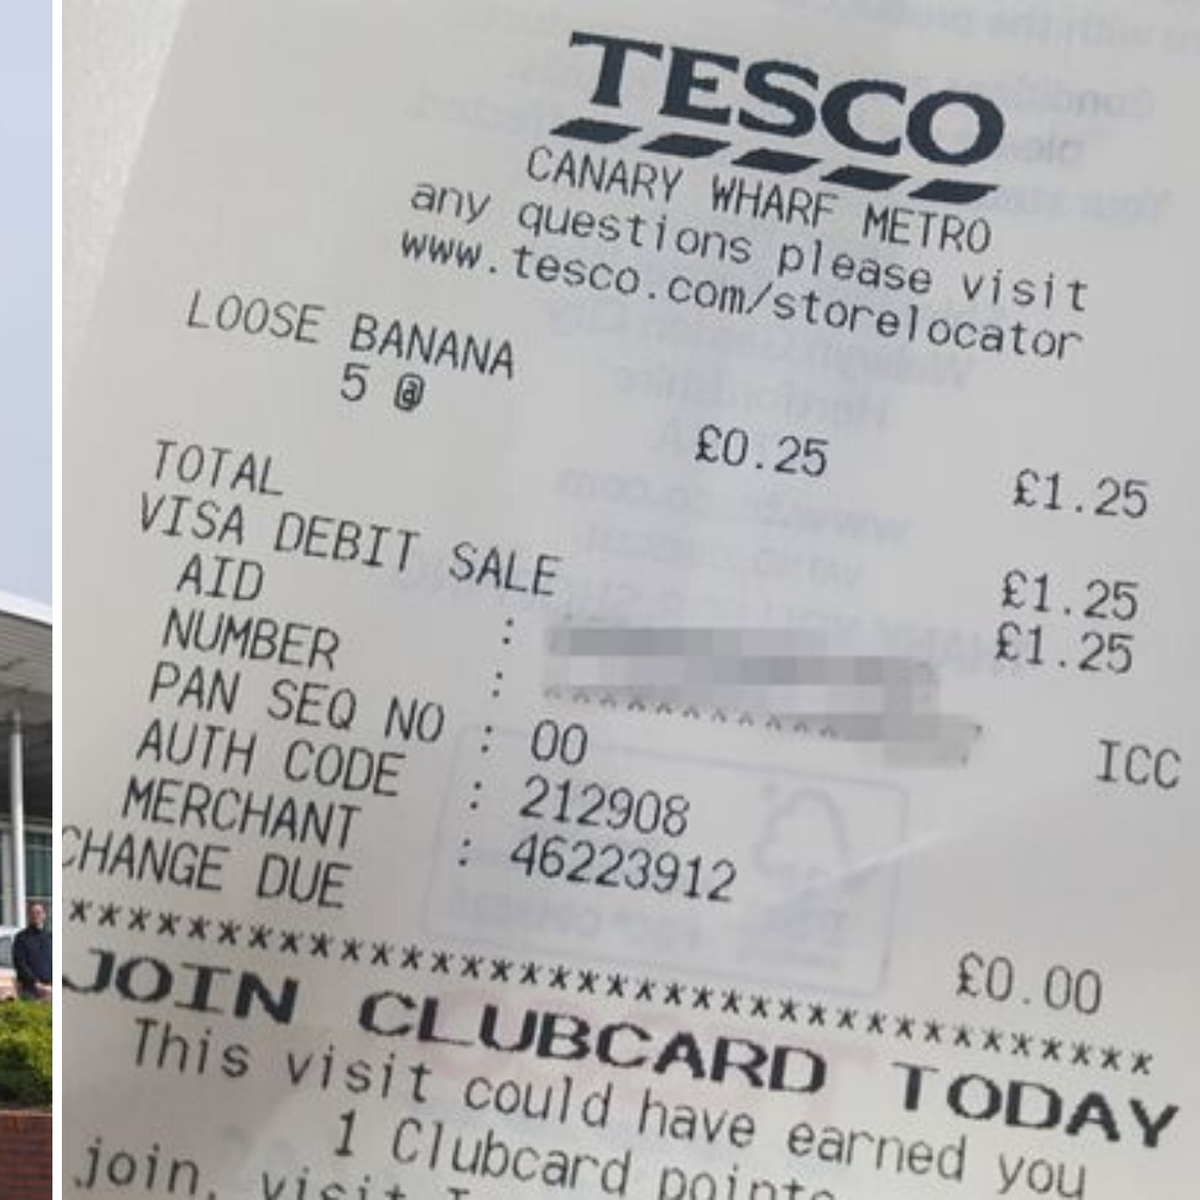 TESCO
CANARY WHARF METRO
any questions please visit
www.tesco.com/storelocator
LOOSE BANANA
5 @ £0.25 £1.25
TOTAL £1.25
VISA DEBIT SALE £1.25
AID :
NUMBER : ICC
PAN SEQ NO : 00
AUTH CODE : 212908
MERCHANT : 46223912
CHANGE DUE £0.00
********************************
JOIN CLUBCARD TODAY
This visit could have earned you
1 Clubcard points
join, visit